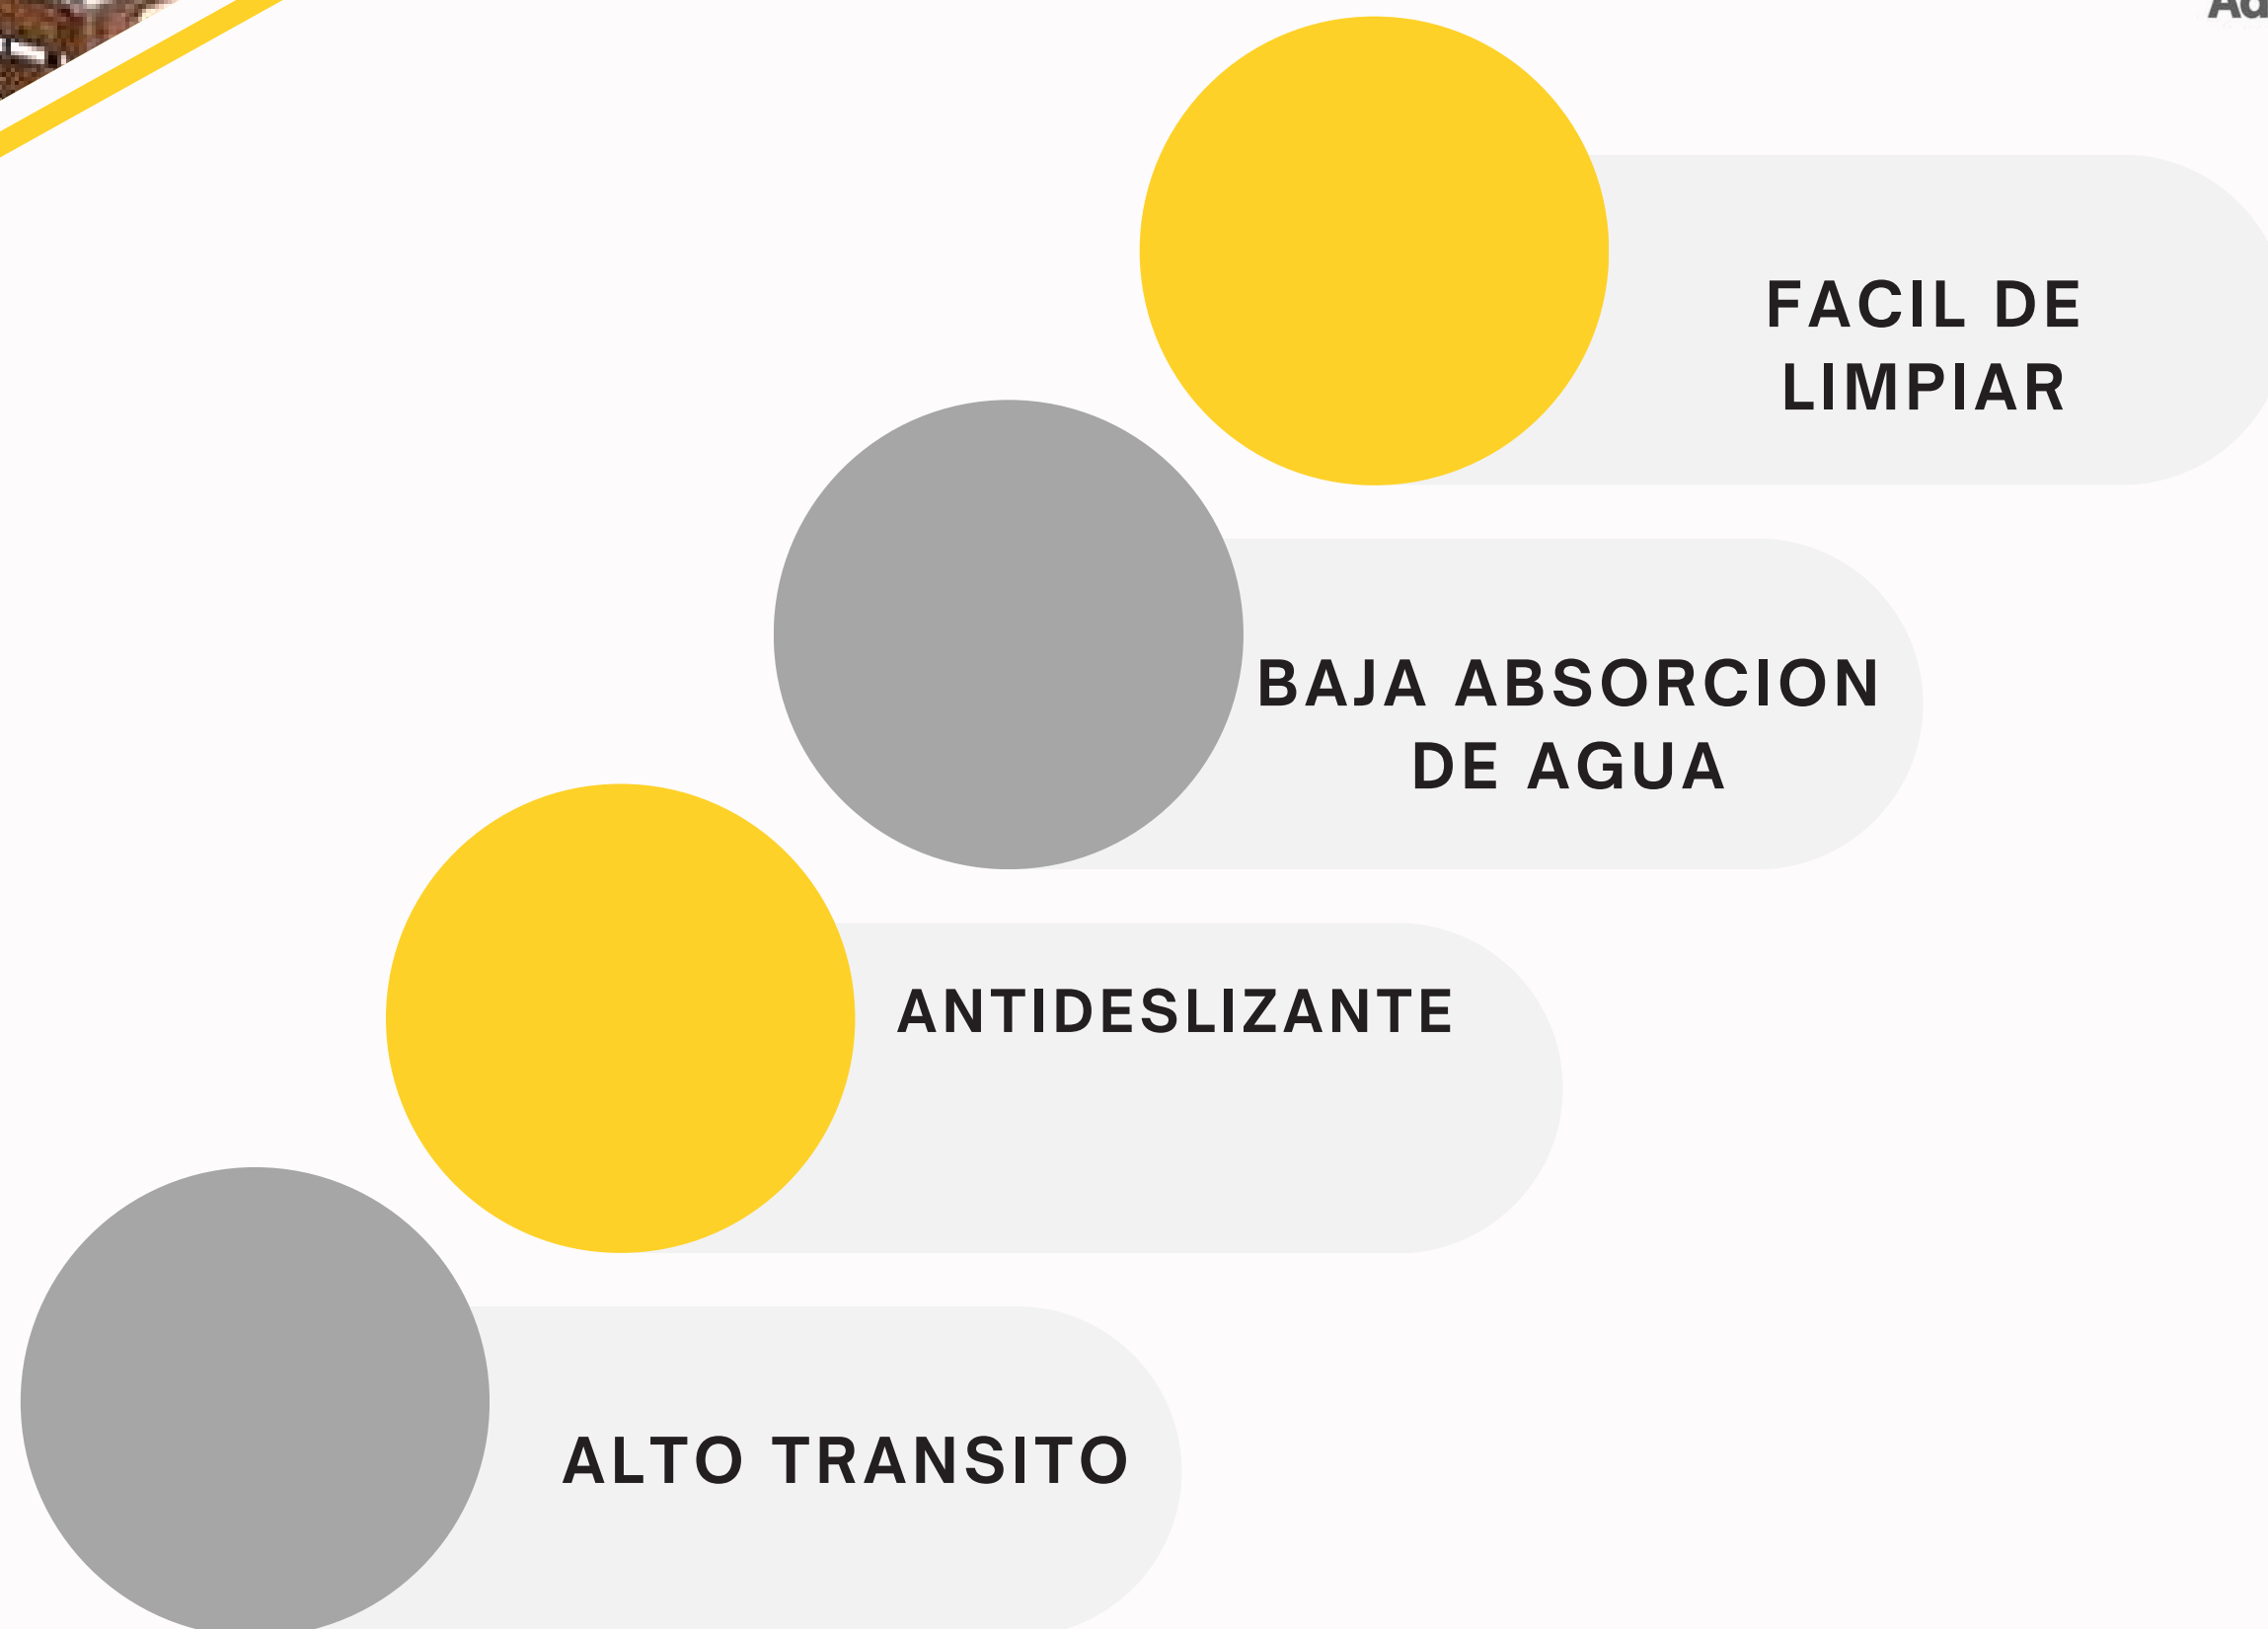 FACIL DE
LIMPIAR
BAJA ABSORCION
DE AGUA
ANTIDESLIZANTE
ALTO TRANSITO